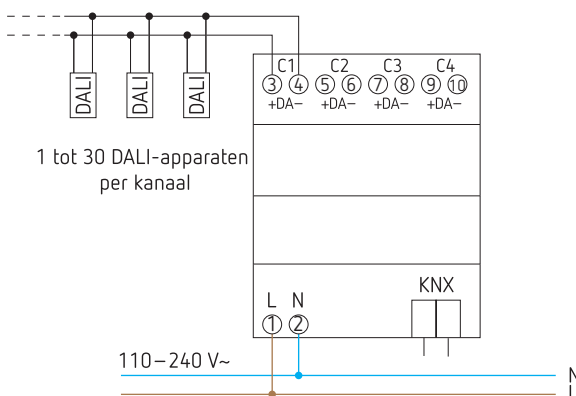 C1 C2 C3 C4
3 4 5 6 7 8 9 10
+DA− +DA− +DA− +DA−
DALI DALI DALI
1 tot 30 DALI-apparaten
per kanaal
KNX
L N
1 2
110–240 V~
N
L